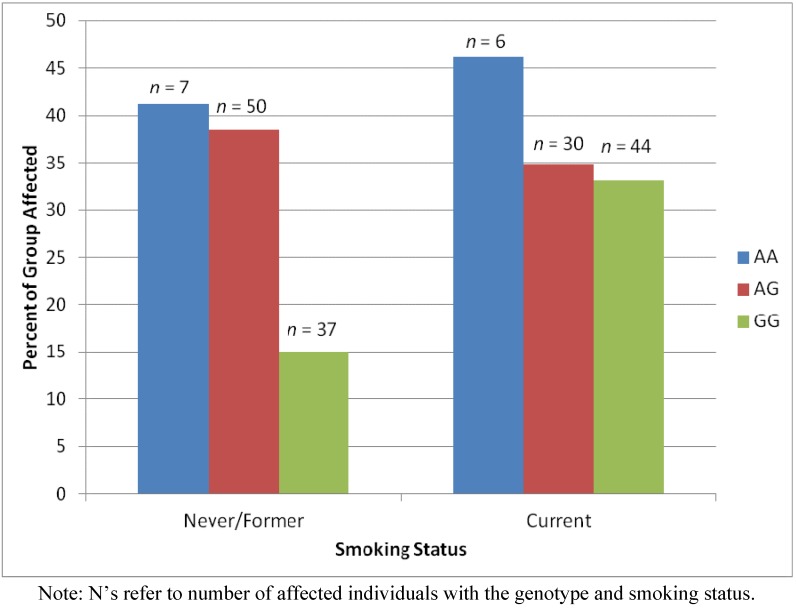 50
45
40
35
30
25
20
15
10
5
0
Percent of Group Affected
n = 7
n = 50
n = 37
n = 6
n = 30
n = 44
Never/Former
Current
Smoking Status
AA
AG
GG
Note: N's refer to number of affected individuals with the genotype and smoking status.